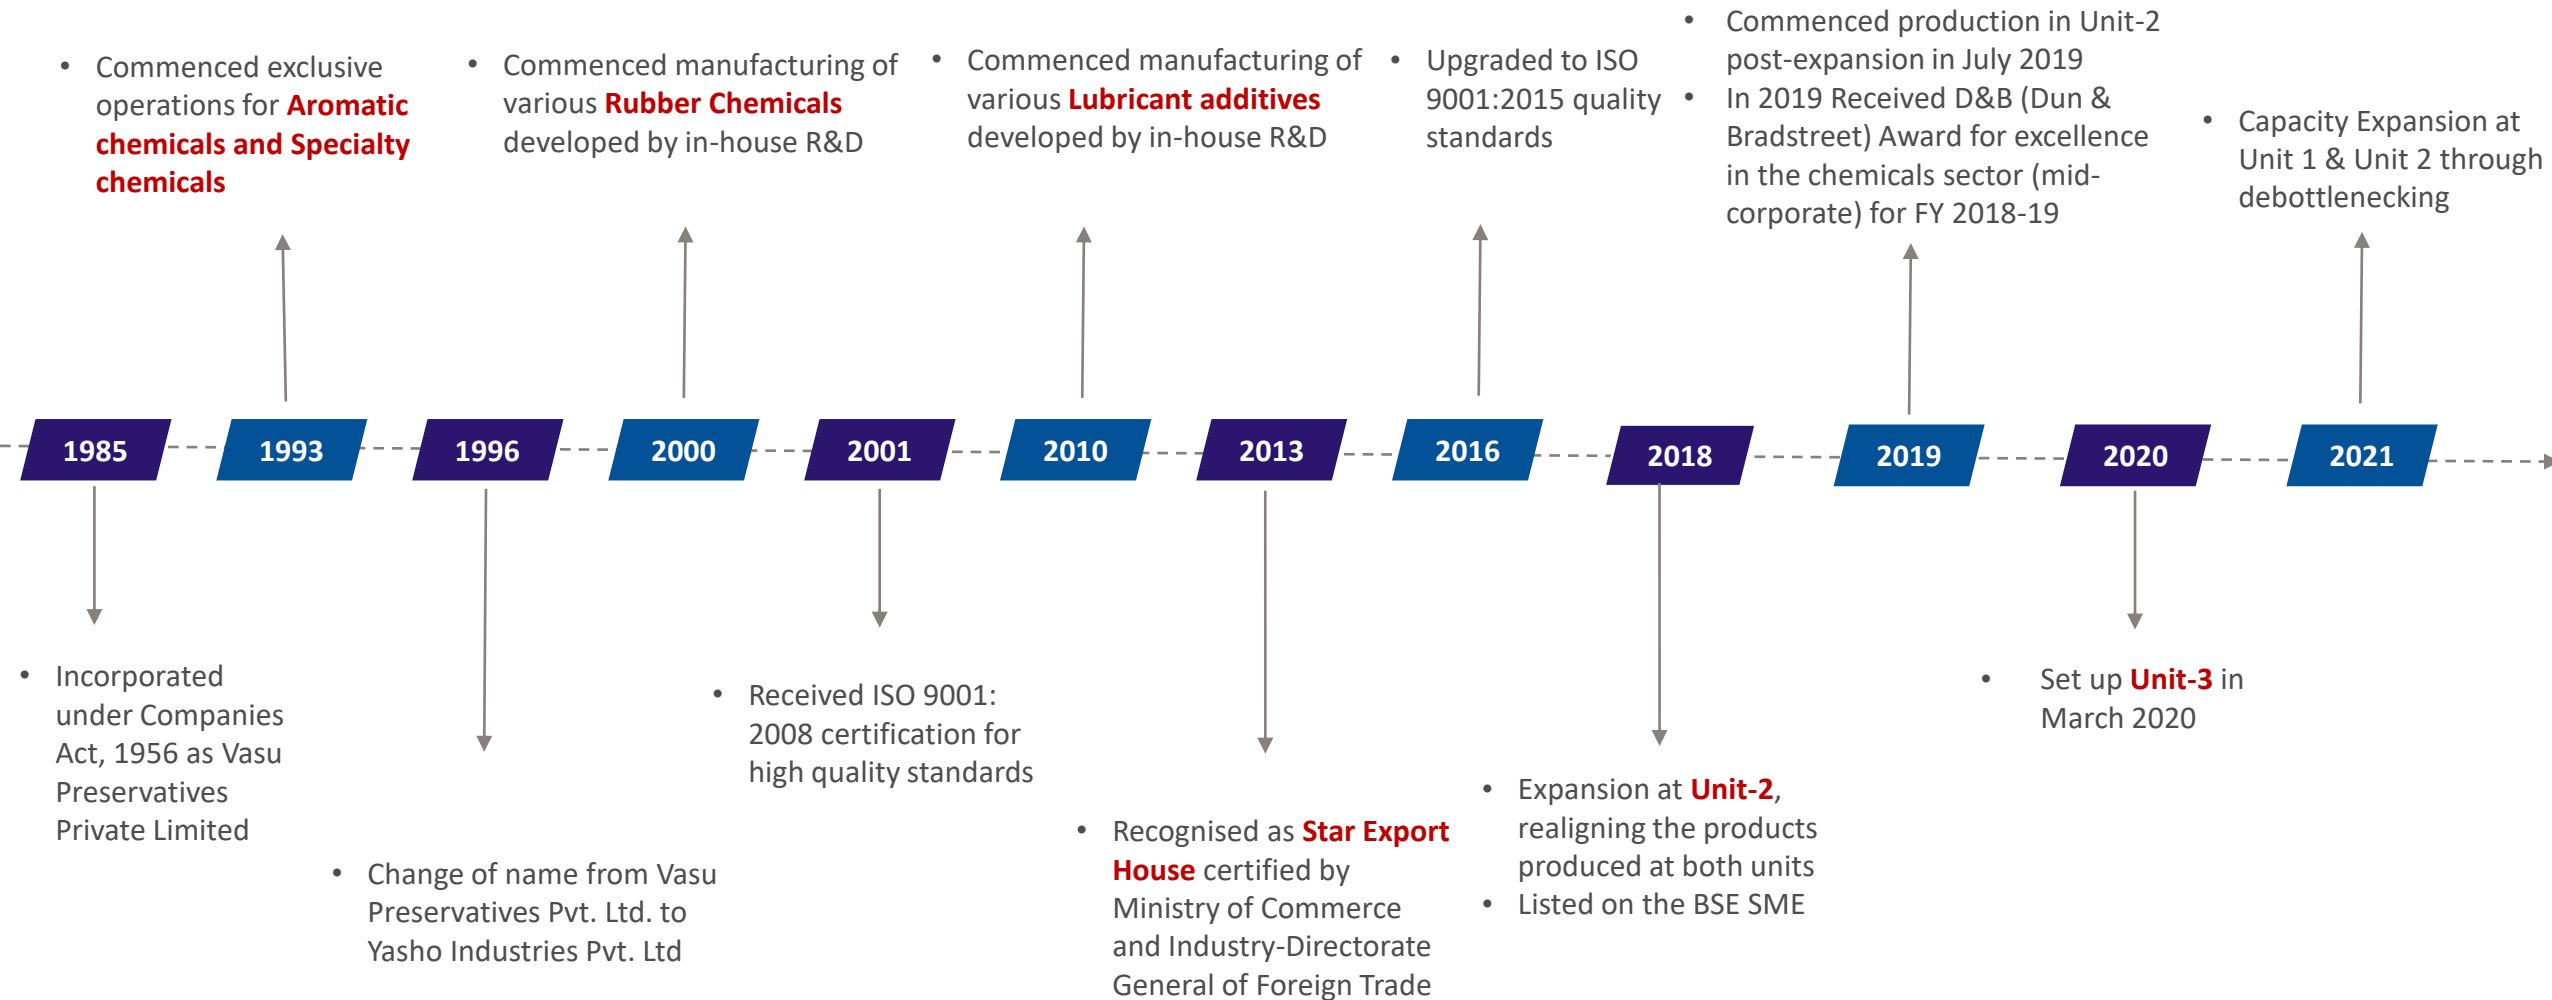 • Commenced exclusive
operations for Aromatic
chemicals and Specialty
chemicals
• Commenced manufacturing of
various Rubber Chemicals
developed by in-house R&D
• Commenced manufacturing of
various Lubricant additives
developed by in-house R&D
• Upgraded to ISO
9001:2015 quality
standards
• Commenced production in Unit-2
post-expansion in July 2019
• In 2019 Received D&B (Dun &
Bradstreet) Award for excellence
in the chemicals sector (mid-
corporate) for FY 2018-19
• Capacity Expansion at
Unit 1 & Unit 2 through
debottlenecking
1985
1993
1996
2000
2001
2010
2013
2016
2018
2019
2020
2021
• Incorporated
under Companies
Act, 1956 as Vasu
Preservatives
Private Limited
• Change of name from Vasu
Preservatives Pvt. Ltd. to
Yasho Industries Pvt. Ltd
• Received ISO 9001:
2008 certification for
high quality standards
• Recognised as Star Export
House certified by
Ministry of Commerce
and Industry-Directorate
General of Foreign Trade
• Expansion at Unit-2,
realigning the products
produced at both units
• Listed on the BSE SME
• Set up Unit-3 in
March 2020